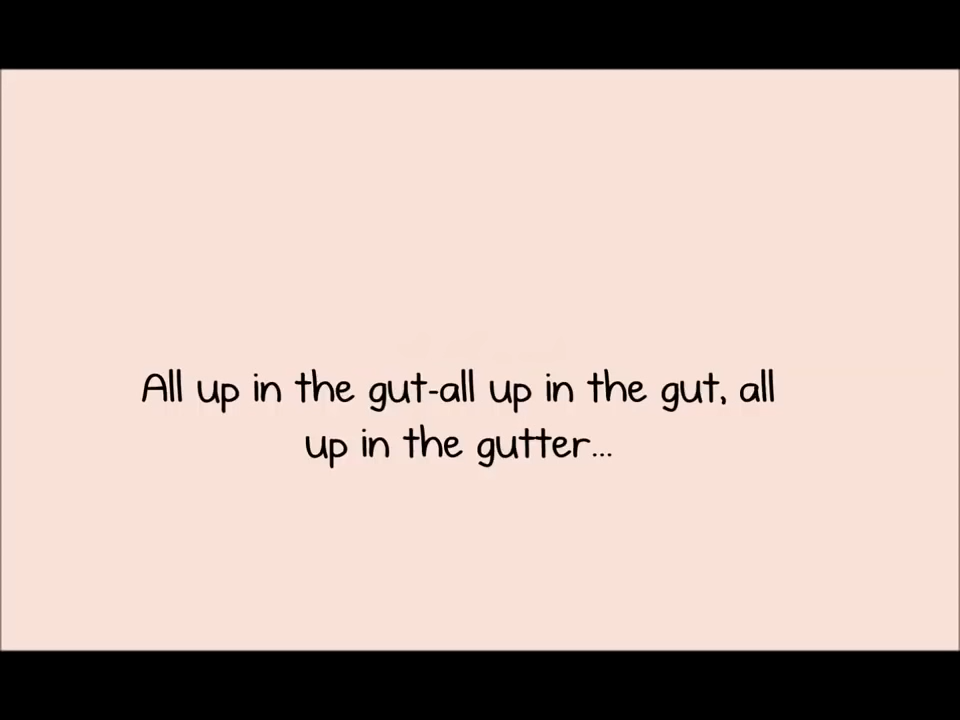 All up in the gut-all up in the gut, all
up in the gutter...